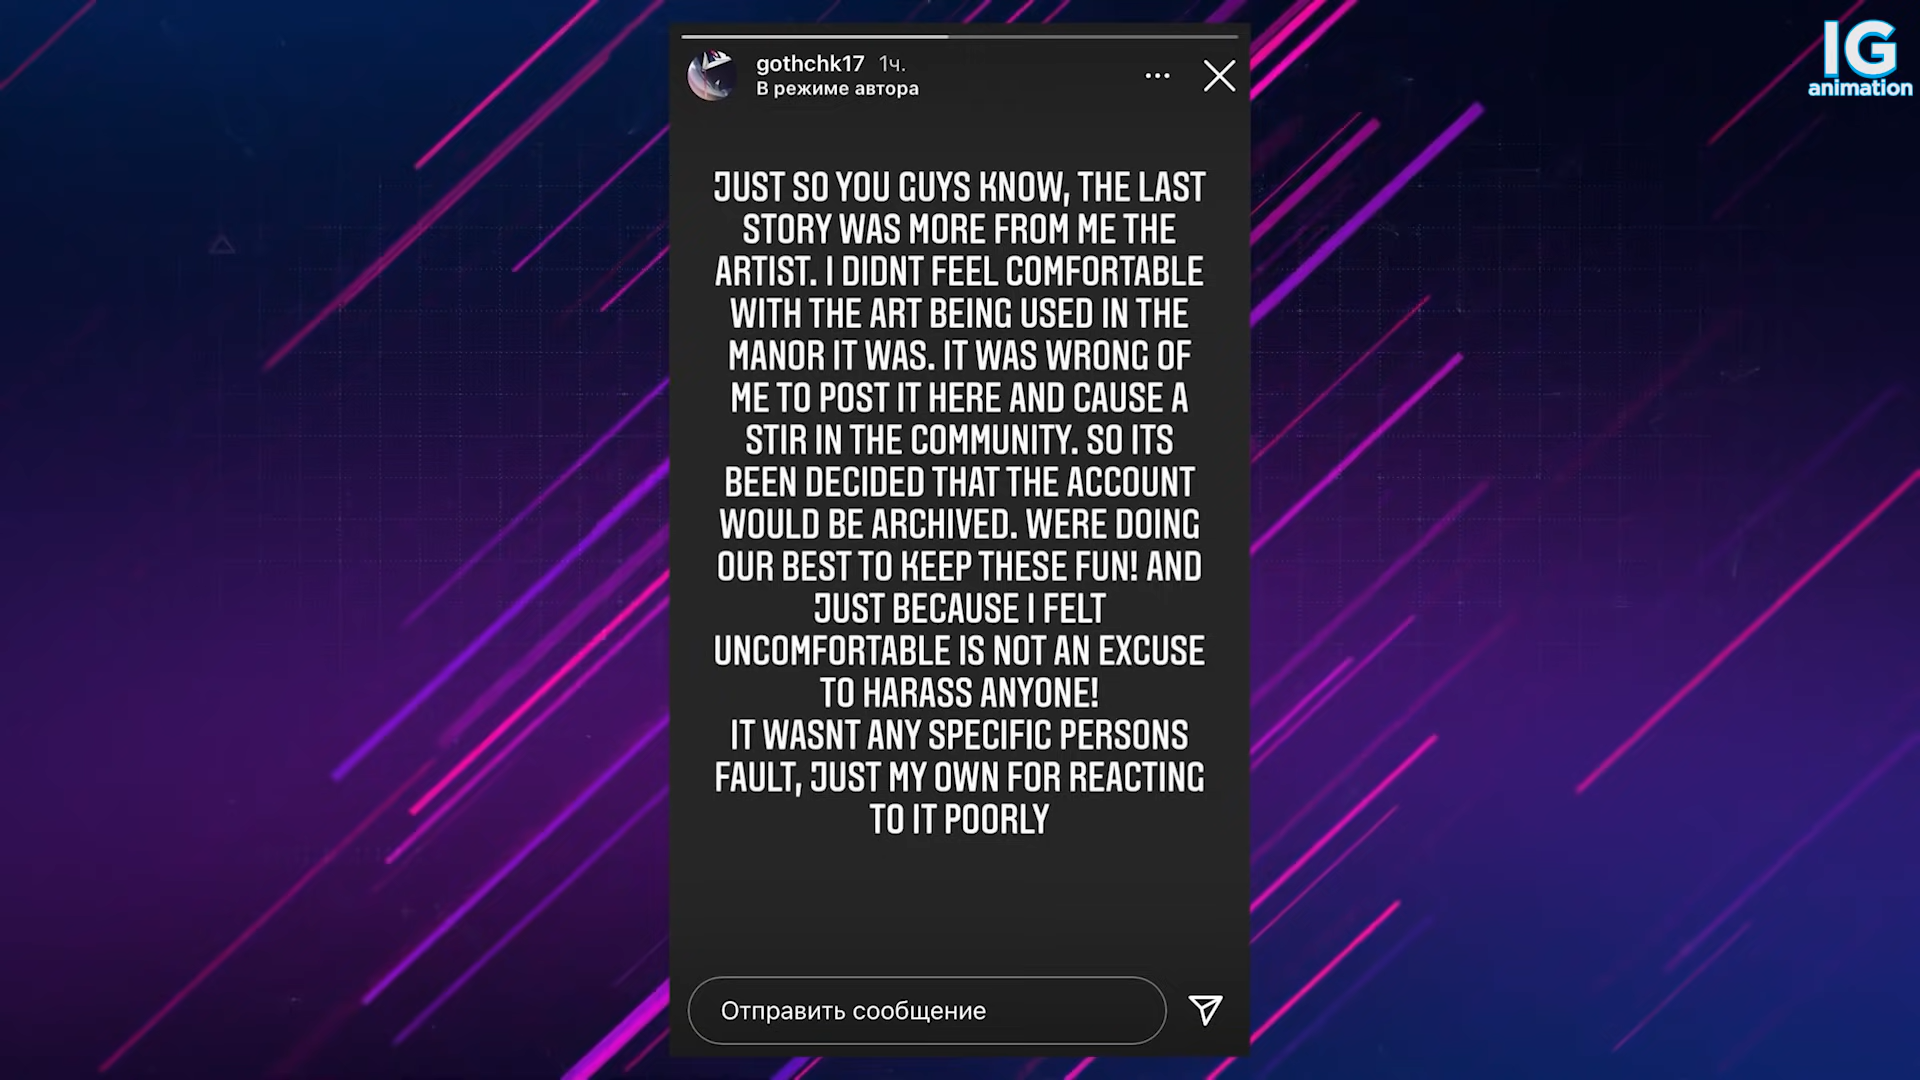 IG
animation
gothchk17 1ч.
В режиме автора
JUST SO YOU GUYS KNOW, THE LAST
STORY WAS MORE FROM ME THE
ARTIST. I DIDNT FEEL COMFORTABLE
WITH THE ART BEING USED IN THE
MANOR IT WAS. IT WAS WRONG OF
ME TO POST IT HERE AND CAUSE A
STIR IN THE COMMUNITY. SO ITS
BEEN DECIDED THAT THE ACCOUNT
WOULD BE ARCHIVED. WERE DOING
OUR BEST TO KEEP THESE FUN! AND
JUST BECAUSE I FELT
UNCOMFORTABLE IS NOT AN EXCUSE
TO HARASS ANYONE!
IT WASNT ANY SPECIFIC PERSONS
FAULT, JUST MY OWN FOR REACTING
TO IT POORLY
Отправить сообщение